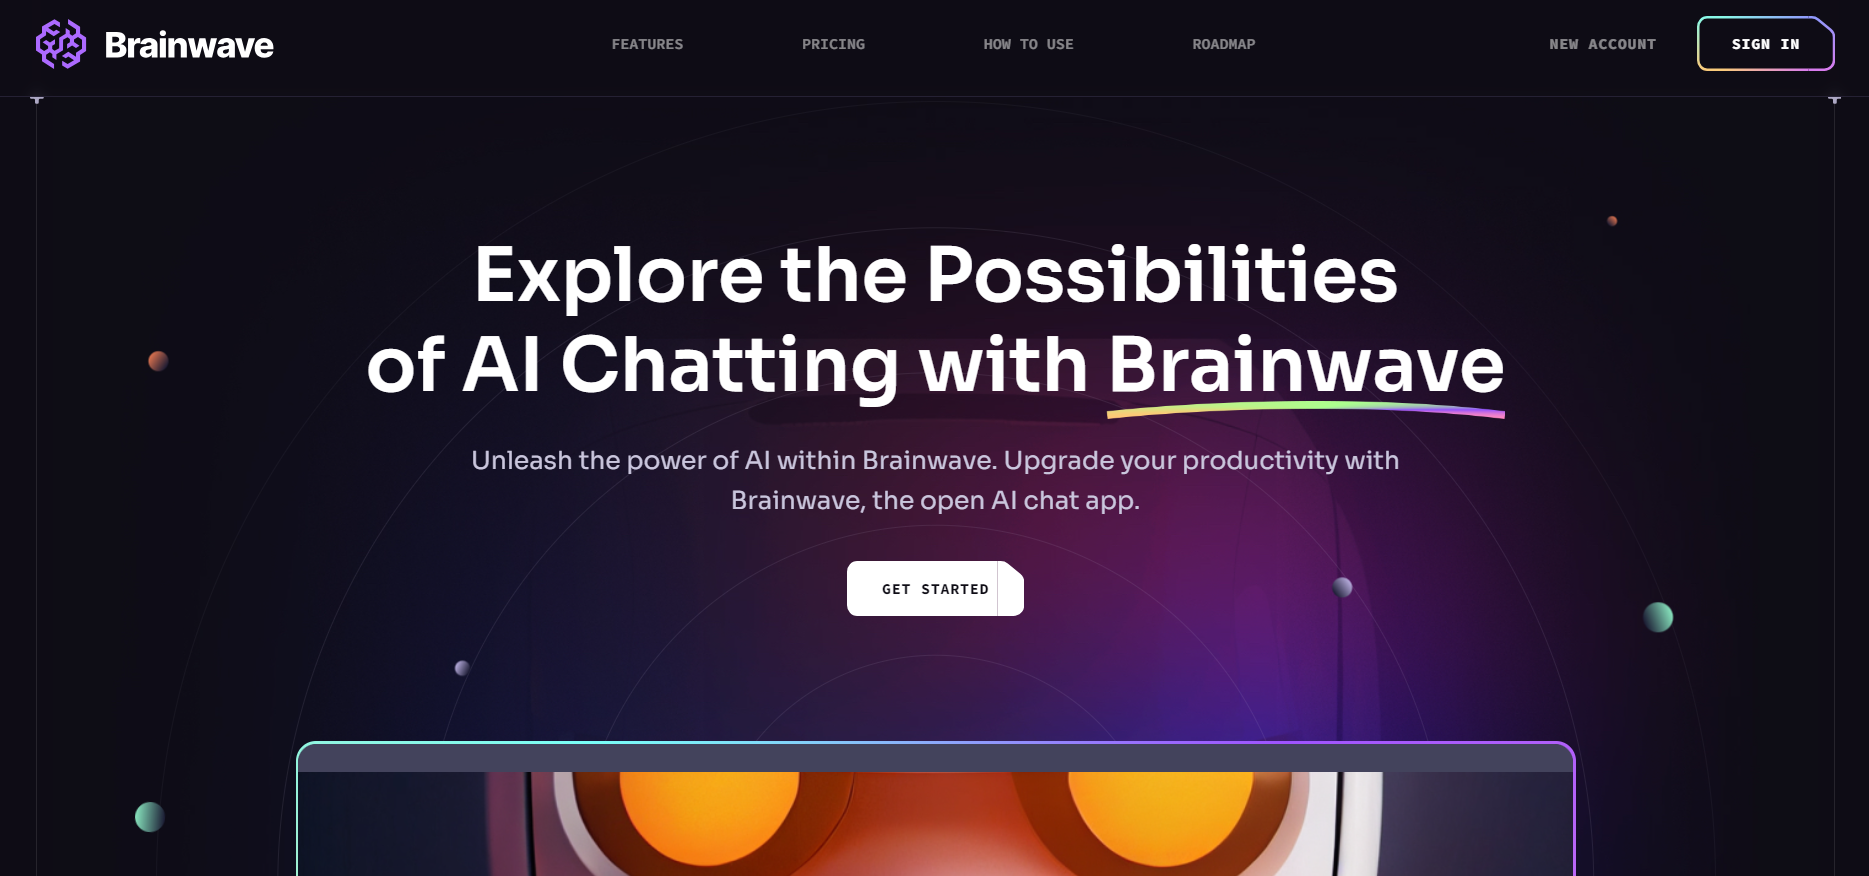 Brainwave
FEATURES
PRICING
HOW TO USE
ROADMAP
NEW ACCOUNT
SIGN IN
Explore the Possibilities
of AI Chatting with Brainwave
Unleash the power of AI within Brainwave. Upgrade your productivity with
Brainwave, the open AI chat app.
GET STARTED